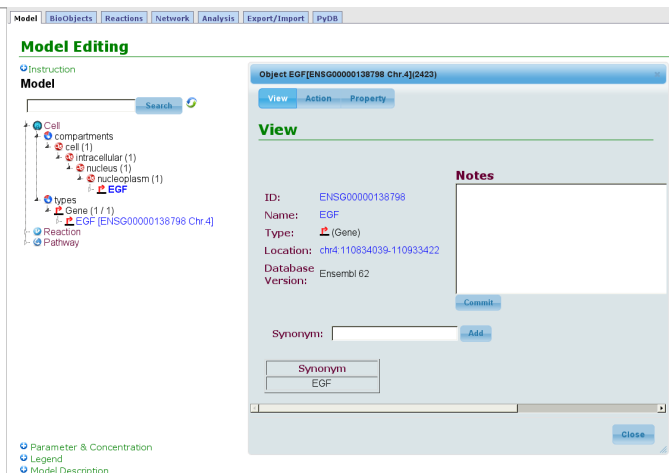 Model BioObjects Reactions Network Analysis Export/Import PyDB
Model Editing
Instruction
Model
Search
Cell
compartments
cell (1)
intracellular (1)
nucleus (1)
nucleoplasm (1)
EGF
types
Gene (1 / 1)
EGF [ENSG00000138798 Chr.4]
Reaction
Pathway
Parameter & Concentration
Legend
Model Description
Object EGF[ENSG00000138798 Chr.4](2423)
View Action Property
View
Notes
ID: ENSG00000138798
Name: EGF
Type: (Gene)
Location: chr4:110834039-110933422
Database Version: Ensembl 62
Commit
Synonym: Add
Synonym
EGF
Close